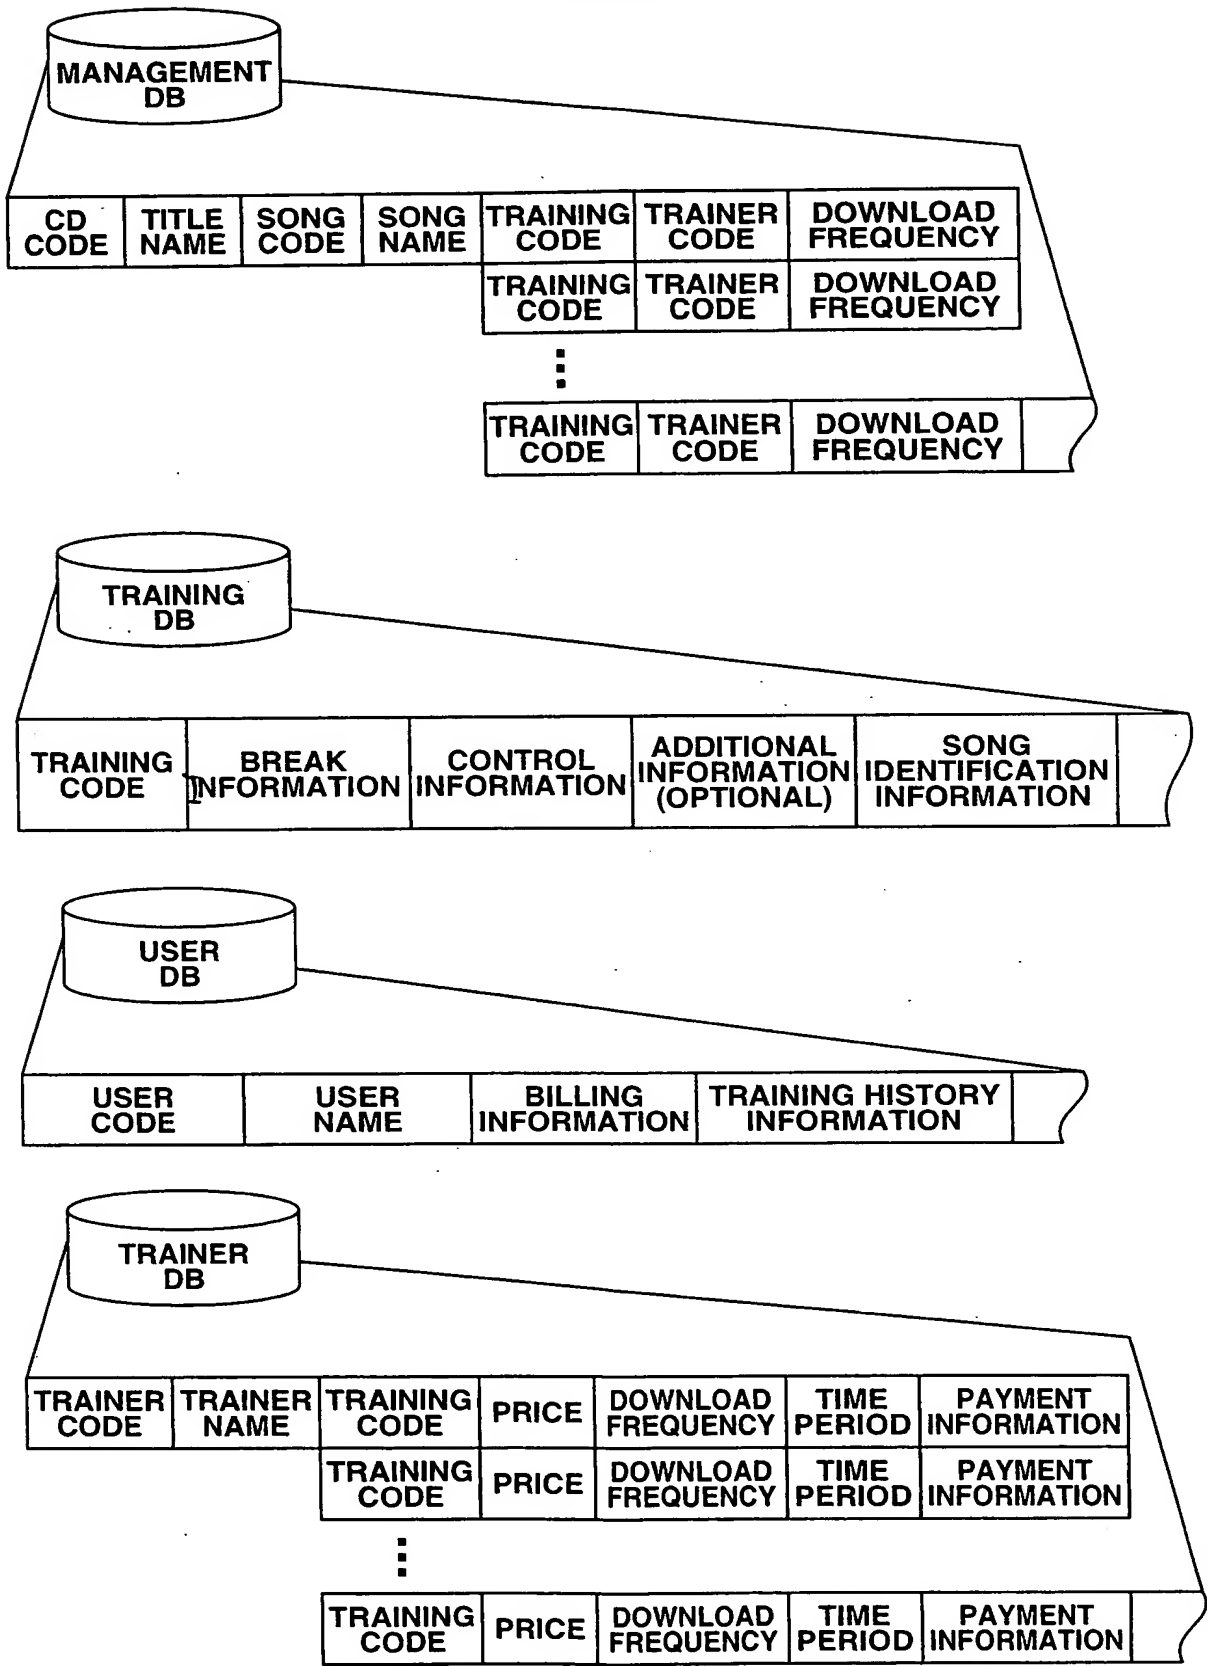 MANAGEMENT
DB
CD CODE TITLE NAME SONG CODE SONG NAME TRAINING CODE TRAINER CODE DOWNLOAD FREQUENCY
TRAINING CODE TRAINER CODE DOWNLOAD FREQUENCY
TRAINING CODE TRAINER CODE DOWNLOAD FREQUENCY
TRAINING
DB
TRAINING CODE BREAK INFORMATION CONTROL INFORMATION ADDITIONAL INFORMATION (OPTIONAL) SONG IDENTIFICATION INFORMATION
USER
DB
USER CODE USER NAME BILLING INFORMATION TRAINING HISTORY INFORMATION
TRAINER
DB
TRAINER CODE TRAINER NAME TRAINING CODE PRICE DOWNLOAD FREQUENCY TIME PERIOD PAYMENT INFORMATION
TRAINING CODE PRICE DOWNLOAD FREQUENCY TIME PERIOD PAYMENT INFORMATION
TRAINING CODE PRICE DOWNLOAD FREQUENCY TIME PERIOD PAYMENT INFORMATION